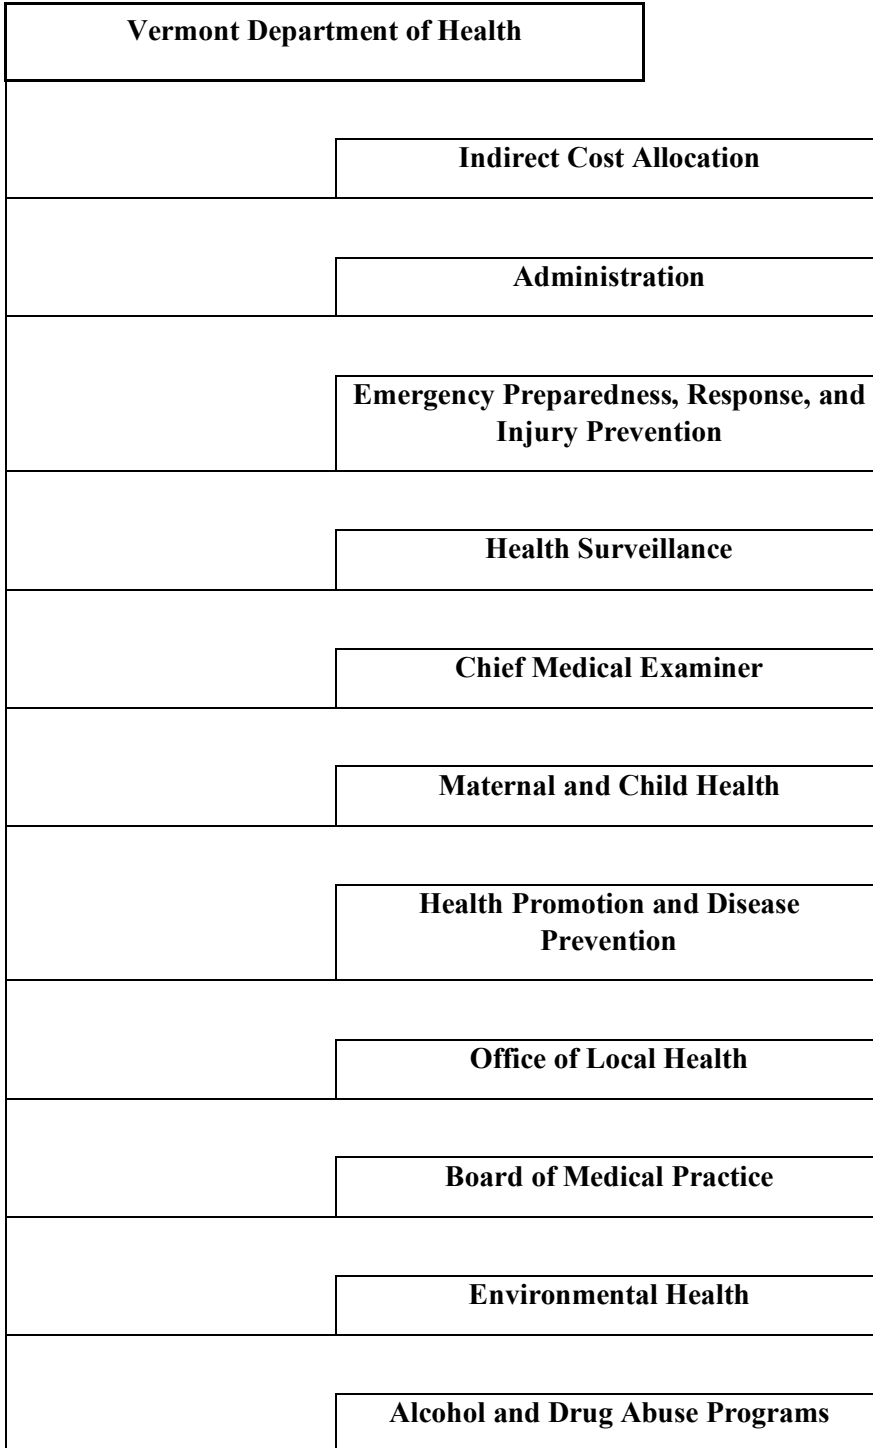 Vermont Department of Health
Indirect Cost Allocation
Administration
Emergency Preparedness, Response, and
Injury Prevention
Health Surveillance
Chief Medical Examiner
Maternal and Child Health
Health Promotion and Disease
Prevention
Office of Local Health
Board of Medical Practice
Environmental Health
Alcohol and Drug Abuse Programs